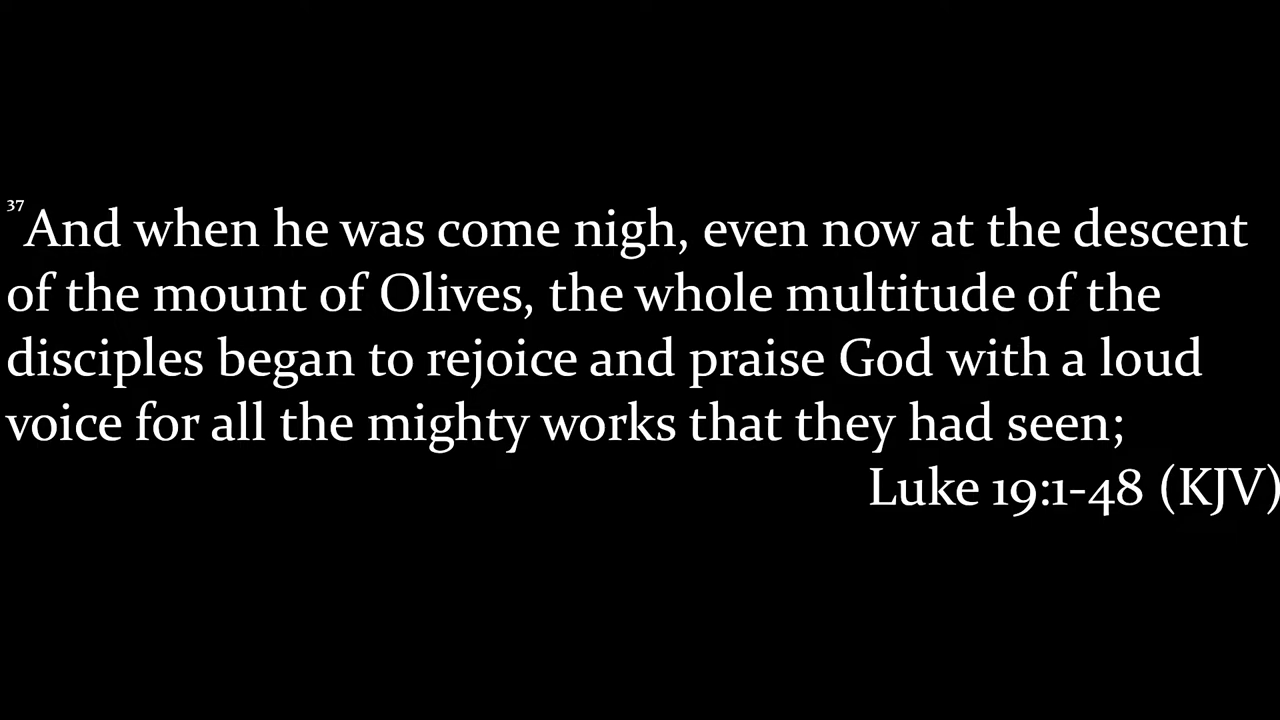 37And when he was come nigh, even now at the descent
of the mount of Olives, the whole multitude of the
disciples began to rejoice and praise God with a loud
voice for all the mighty works that they had seen;
Luke 19:1-48 (KJV)